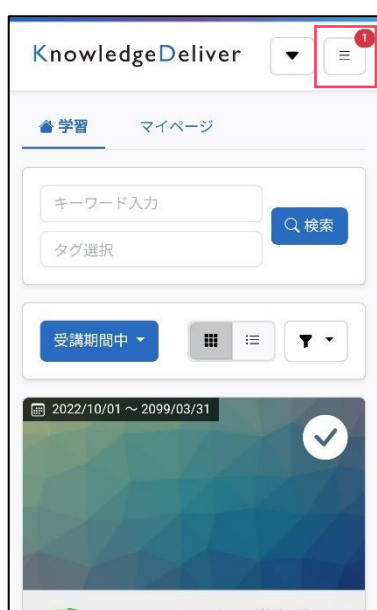 KnowledgeDeliver
1
学習
マイページ
キーワード入力
タグ選択
検索
受講期間中
2022/10/01 ～ 2099/03/31